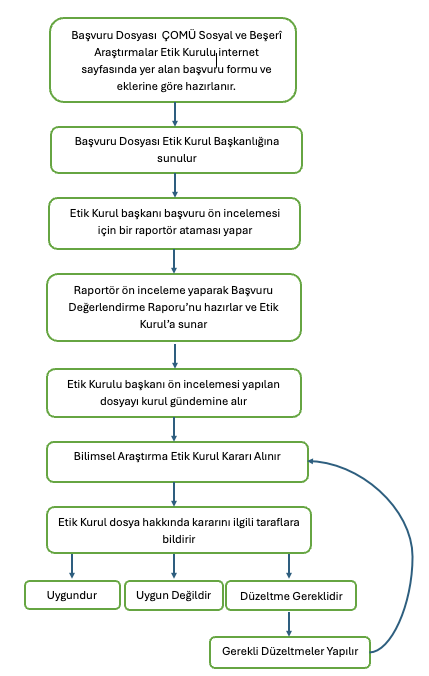 Başvuru Dosyası  ÇOMÜ Sosyal ve Beşerî
Araştırmalar Etik Kurulu internet
sayfasında yer alan başvuru formu ve
eklerine göre hazırlanır.
Başvuru Dosyası Etik Kurul Başkanlığına
sunulur
Etik Kurul başkanı başvuru ön incelemesi
için bir raportör ataması yapar
Raportör ön inceleme yaparak Başvuru
Değerlendirme Raporu’nu hazırlar ve Etik
Kurul’a sunar
Etik Kurulu başkanı ön incelemesi yapılan
dosyayı kurul gündemine alır
Bilimsel Araştırma Etik Kurul Kararı Alınır
Etik Kurul dosya hakkında kararını ilgili taraflara
bildirir
Uygundur
Uygun Değildir
Düzeltme Gereklidir
Gerekli Düzeltmeler Yapılır